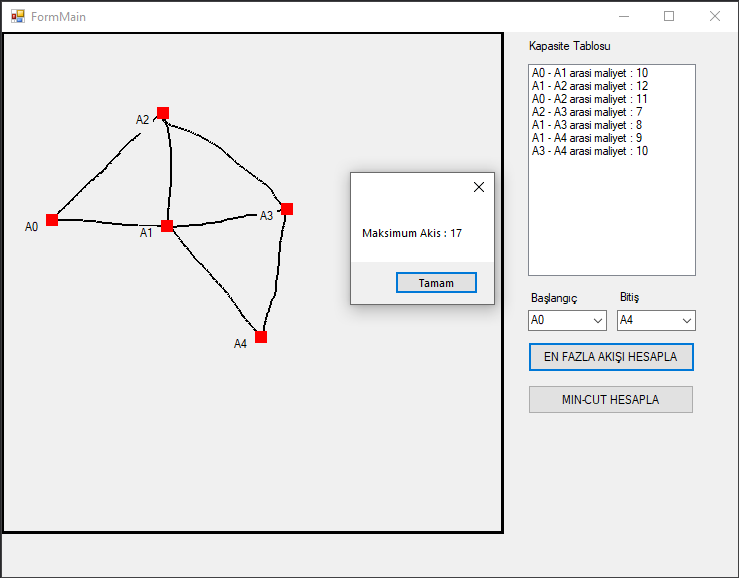 FormMain
Kapasite Tablosu
A0 - A1 arasi maliyet : 10
A1 - A2 arasi maliyet : 12
A0 - A2 arasi maliyet : 11
A2 - A3 arasi maliyet : 7
A1 - A3 arasi maliyet : 8
A1 - A4 arasi maliyet : 9
A3 - A4 arasi maliyet : 10
A2
A3
A0
A1
A4
Maksimum Akis : 17
Tamam
Başlangıç
Bitiş
A0
A4
EN FAZLA AKIŞI HESAPLA
MIN-CUT HESAPLA